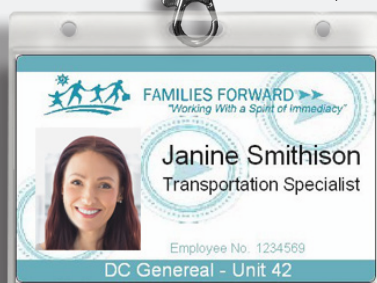 FAMILIES FORWARD
"Working With a Spirit of Immediacy"
Janine Smithison
Transportation Specialist
Employee No. 1234569
DC Genereal - Unit 42